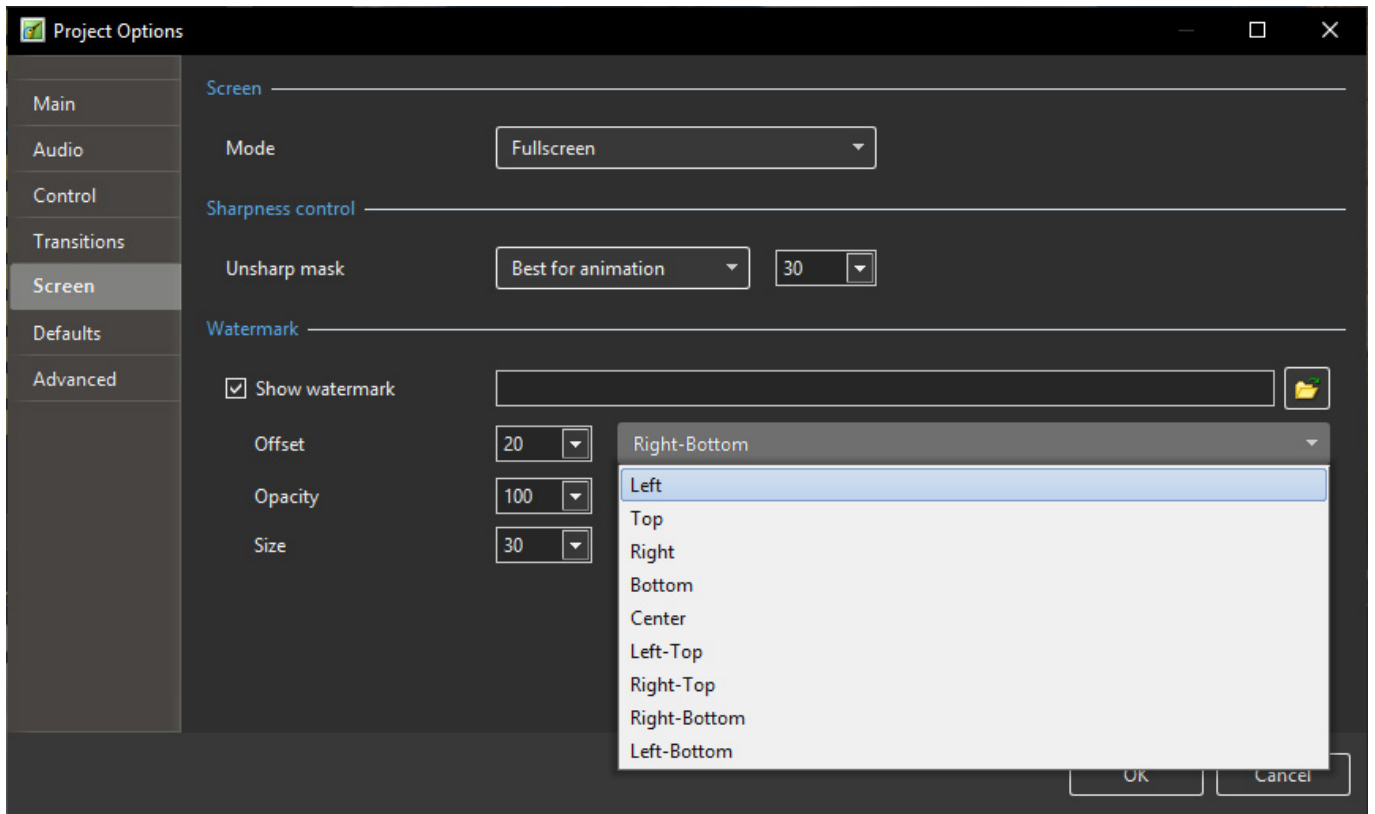 Project Options
Main
Audio
Control
Transitions
Screen
Defaults
Advanced
Screen
Mode Fullscreen
Sharpness control
Unsharp mask Best for animation 30
Watermark
Show watermark
Offset 20 Right-Bottom
Opacity 100
Size 30
Left
Top
Right
Bottom
Center
Left-Top
Right-Top
Right-Bottom
Left-Bottom
OK Cancel